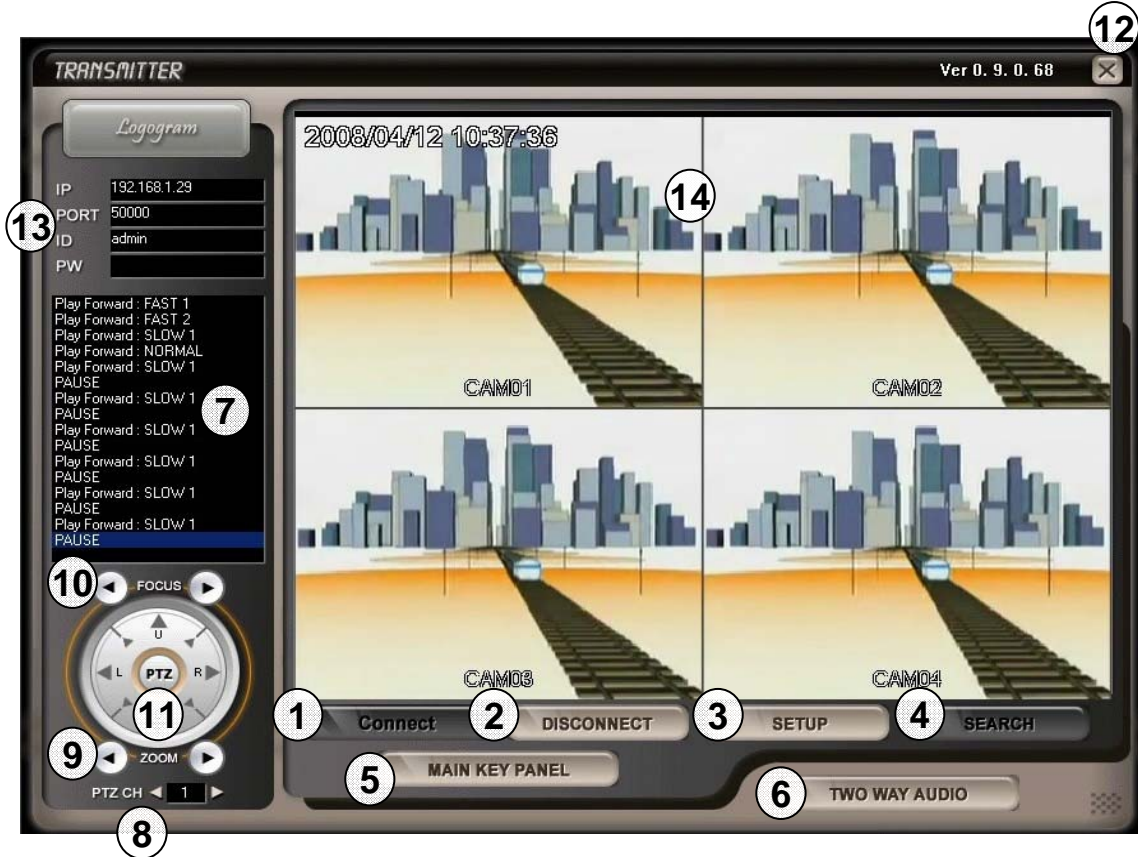 12
TRANSMITTER
Ver 0. 9. 0. 68
Logogram
2008/04/12 10:37:36
IP 192.168.1.29
PORT 50000
ID admin
PW
13
14
Play Forward : FAST 1
Play Forward : FAST 2
Play Forward : SLOW 1
Play Forward : NORMAL
Play Forward : SLOW 1
PAUSE
Play Forward : SLOW 1
PAUSE
Play Forward : SLOW 1
PAUSE
Play Forward : SLOW 1
PAUSE
Play Forward : SLOW 1
PAUSE
Play Forward : SLOW 1
PAUSE
7
CAM01
CAM02
CAM03
CAM04
10
FOCUS
U
L PTZ R
11
9
ZOOM
PTZ CH 1
8
1 Connect
2 DISCONNECT
3 SETUP
4 SEARCH
5 MAIN KEY PANEL
6 TWO WAY AUDIO